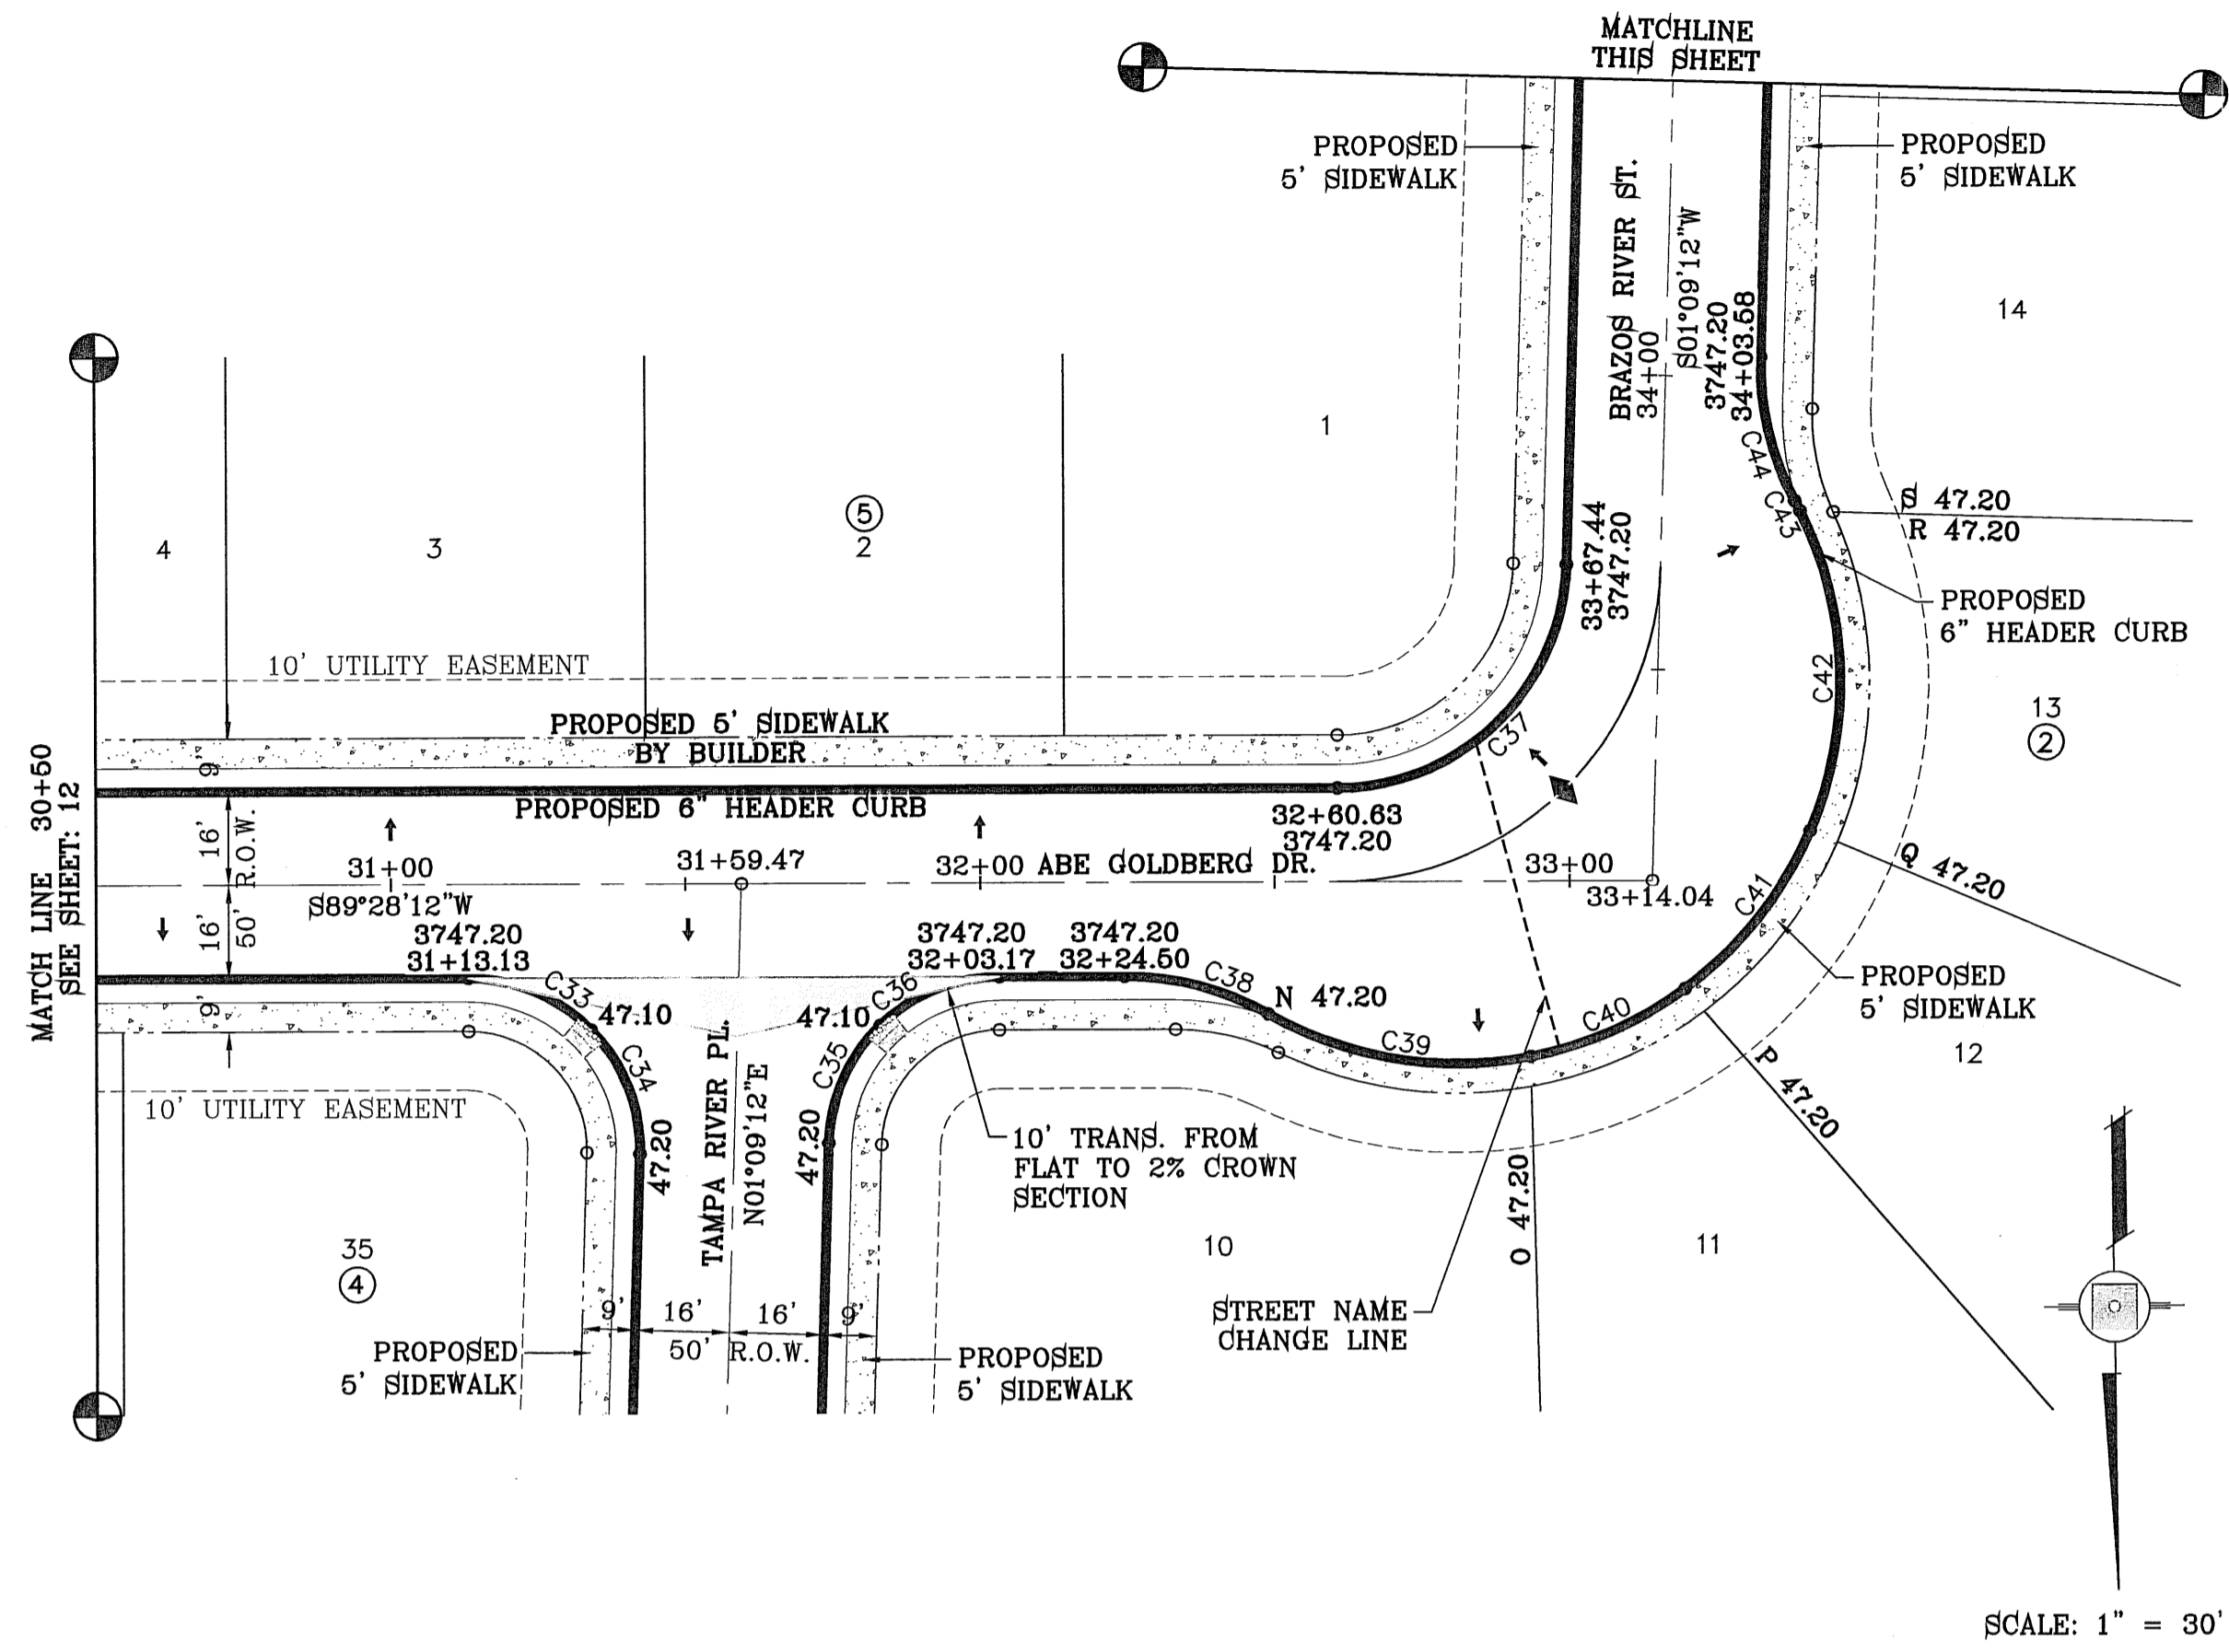 MATCHLINE
THIS SHEET
PROPOSED
5' SIDEWALK
PROPOSED
5' SIDEWALK
BRAZOS RIVER ST.
34+00
S01°09'12"W
3747.20
34+03.58
14
1
C44
C43
S 47.20
R 47.20
4
3
5
2
33+67.44
3747.20
PROPOSED
6" HEADER CURB
10' UTILITY EASEMENT
C42
13
2
PROPOSED 5' SIDEWALK
BY BUILDER
C37
MATCH LINE 30+50
SEE SHEET: 12
9'
PROPOSED 6" HEADER CURB
32+60.63
3747.20
16'
R.O.W.
31+00
31+59.47
32+00 ABE GOLDBERG DR.
33+00
33+14.04
Q 47.20
S89°28'12"W
16'
50'
3747.20
31+13.13
3747.20
32+03.17
3747.20
32+24.50
C41
C33
C36
C38
N 47.20
PROPOSED
5' SIDEWALK
9'
47.10
47.10
C40
C39
C34
C35
12
P 47.20
10' UTILITY EASEMENT
TAMPA RIVER PL.
N01°09'12"E
47.20
47.20
10' TRANS. FROM
FLAT TO 2% CROWN
SECTION
O 47.20
35
4
10
11
9'
16'
16'
9'
50' R.O.W.
STREET NAME
CHANGE LINE
PROPOSED
5' SIDEWALK
PROPOSED
5' SIDEWALK
SCALE: 1" = 30'